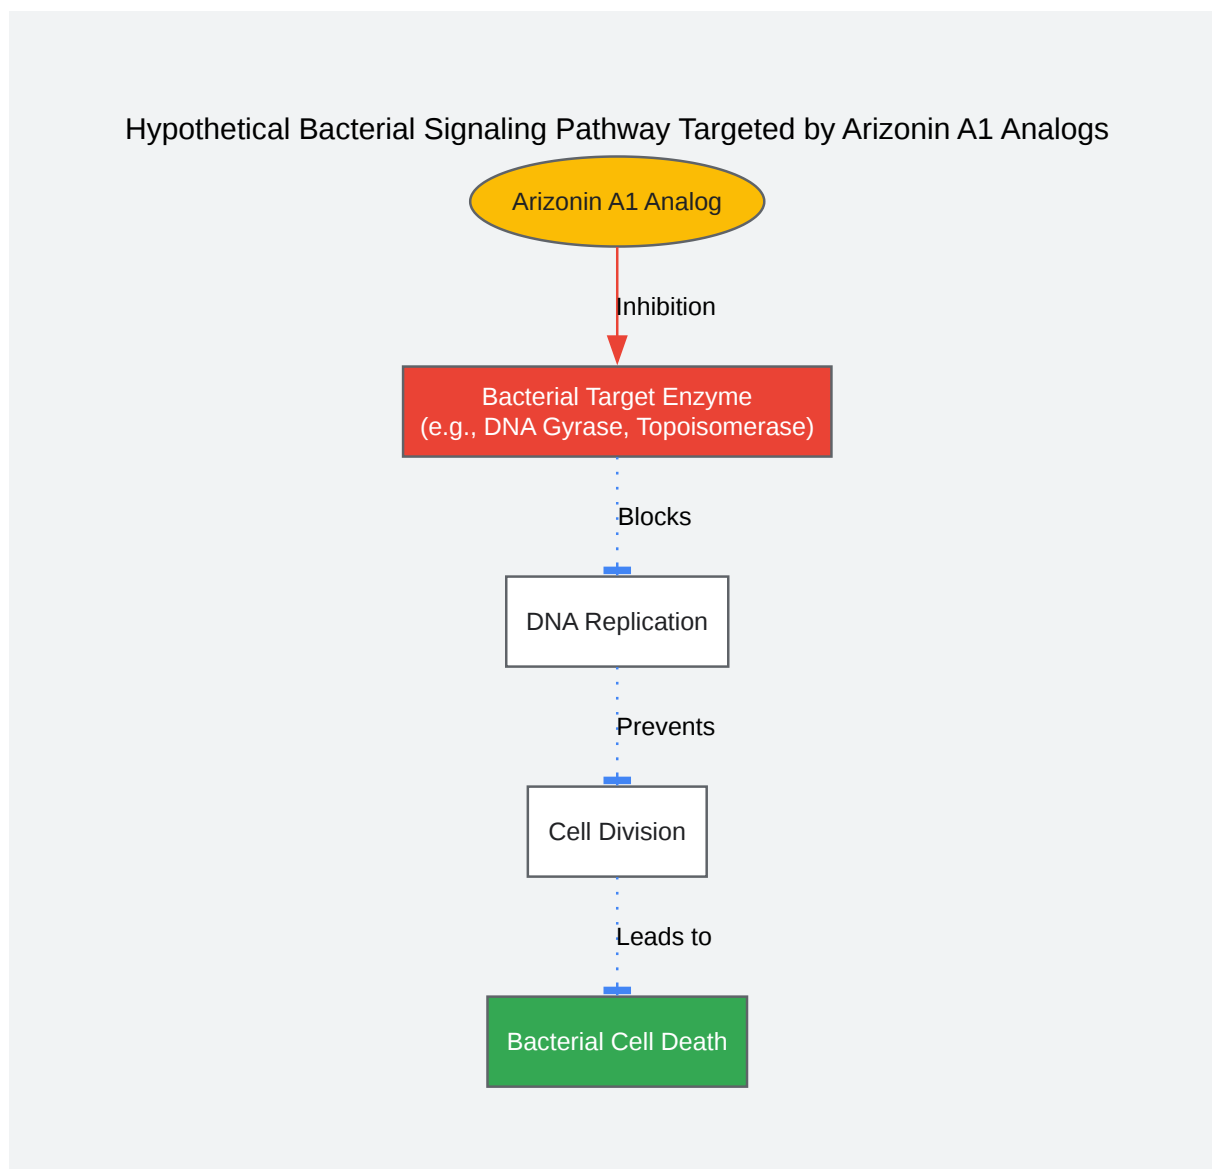 Hypothetical Bacterial Signaling Pathway Targeted by Arizonin A1 Analogs
Arizonin A1 Analog
Inhibition
Bacterial Target Enzyme
(e.g., DNA Gyrase, Topoisomerase)
Blocks
DNA Replication
Prevents
Cell Division
Leads to
Bacterial Cell Death